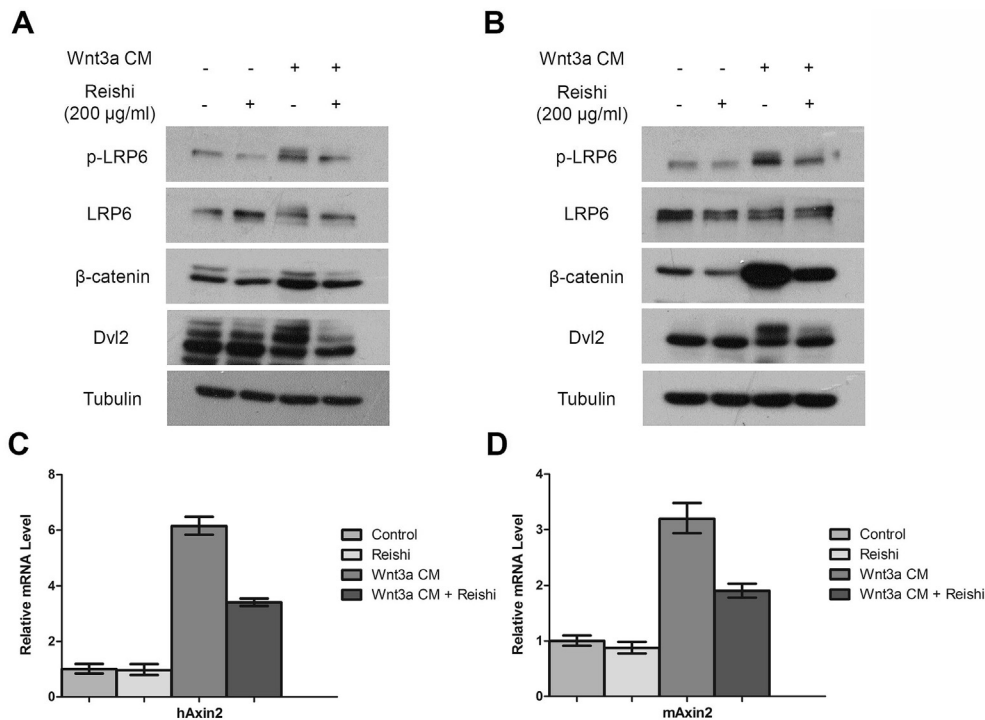 A
Wnt3a CM - - + +
Reishi
(200 µg/ml) - + - +
p-LRP6
LRP6
β-catenin
Dvl2
Tubulin
B
Wnt3a CM - - + +
Reishi
(200 µg/ml) - + - +
p-LRP6
LRP6
β-catenin
Dvl2
Tubulin
C
Relative mRNA Level
8
6
4
2
0
hAxin2
Control
Reishi
Wnt3a CM
Wnt3a CM + Reishi
D
Relative mRNA Level
4
3
2
1
0
mAxin2
Control
Reishi
Wnt3a CM
Wnt3a CM + Reishi